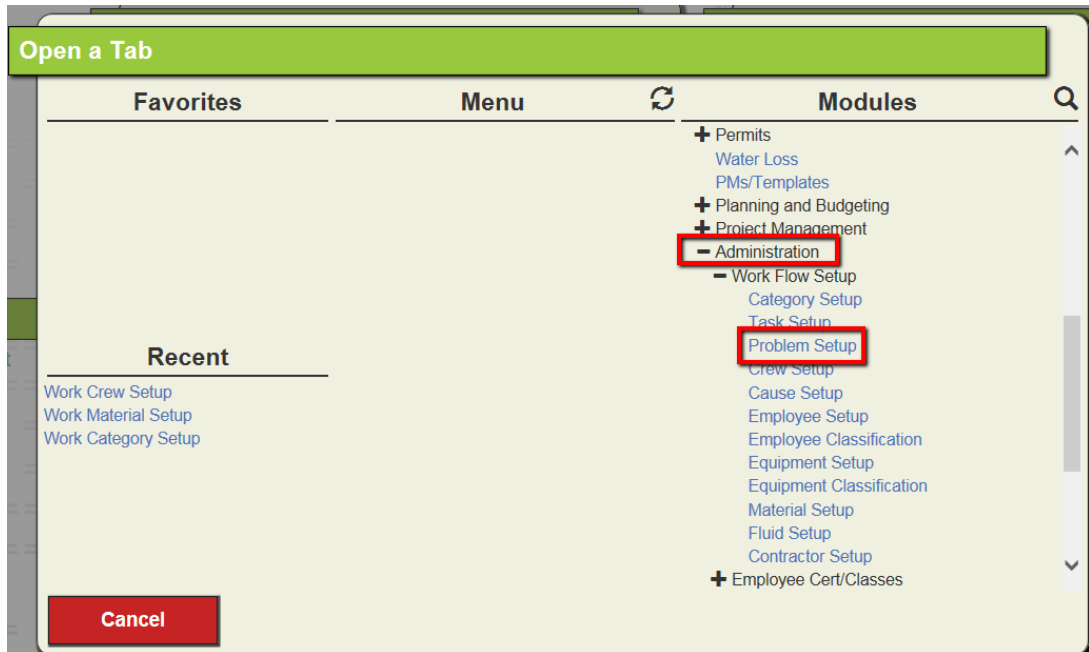 Open a Tab
Favorites
Menu
Modules
Permits
Water Loss
PMs/Templates
Planning and Budgeting
Project Management
Administration
Work Flow Setup
Category Setup
Task Setup
Problem Setup
Crew Setup
Cause Setup
Employee Setup
Employee Classification
Equipment Setup
Equipment Classification
Material Setup
Fluid Setup
Contractor Setup
Employee Cert/Classes
Recent
Work Crew Setup
Work Material Setup
Work Category Setup
Cancel